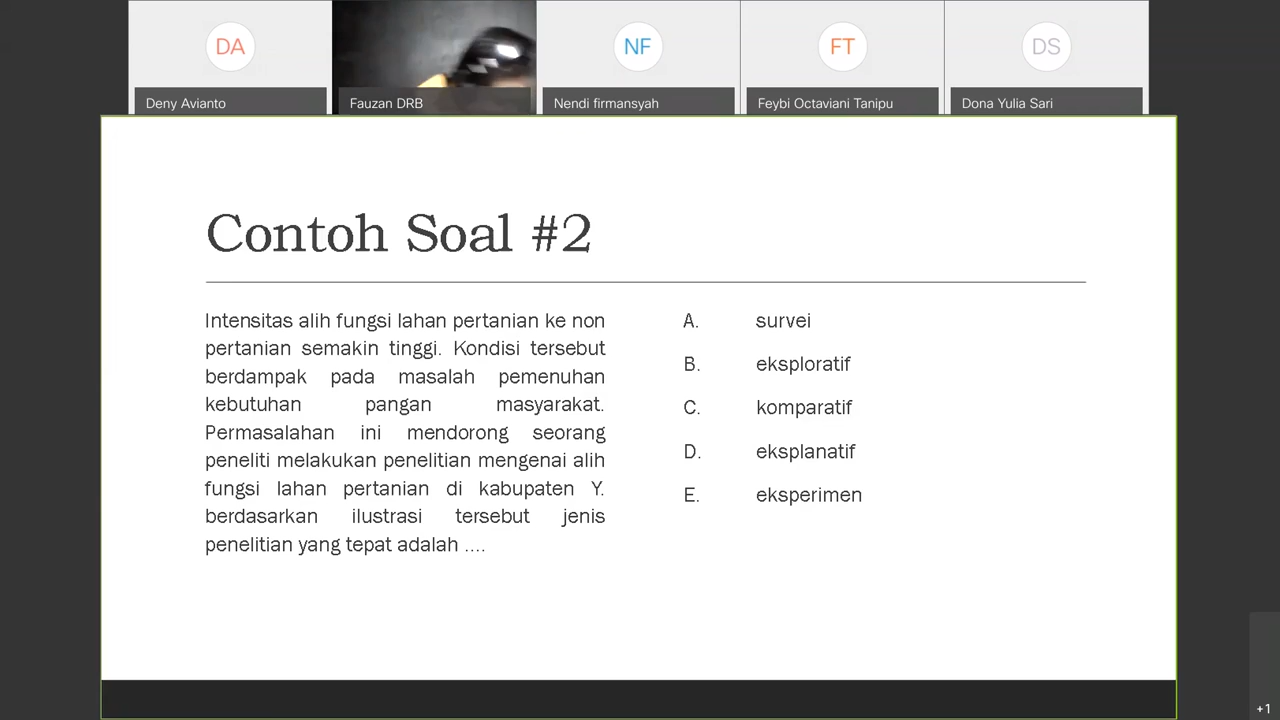 DA
NF
FT
DS
Deny Avianto
Fauzan DRB
Nendi firmansyah
Feybi Octaviani Tanipu
Dona Yulia Sari
Contoh Soal #2
Intensitas alih fungsi lahan pertanian ke non
pertanian semakin tinggi. Kondisi tersebut
berdampak pada masalah pemenuhan
kebutuhan pangan masyarakat.
Permasalahan ini mendorong seorang
peneliti melakukan penelitian mengenai alih
fungsi lahan pertanian di kabupaten Y.
berdasarkan ilustrasi tersebut jenis
penelitian yang tepat adalah ....
A. survei
B. eksploratif
C. komparatif
D. eksplanatif
E. eksperimen
+1